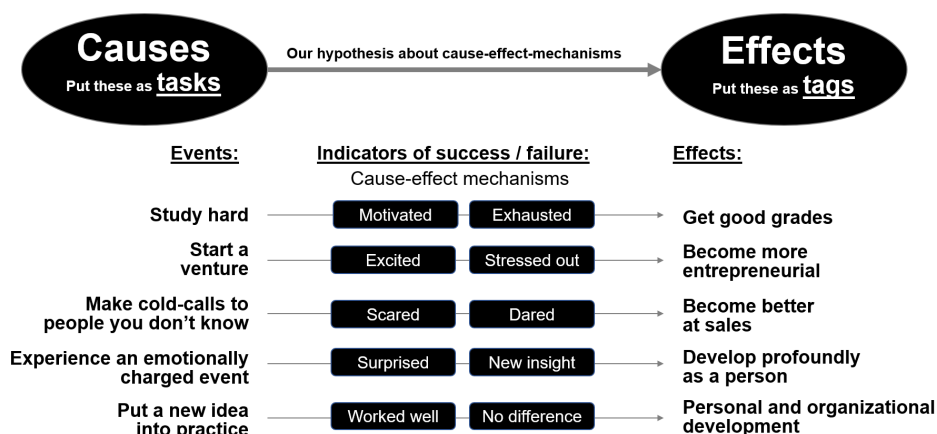 Causes
Put these as tasks
Our hypothesis about cause-effect-mechanisms
Effects
Put these as tags
Events:
Indicators of success / failure:
Effects:
Cause-effect mechanisms
Study hard
Motivated
Exhausted
Get good grades
Start a
venture
Excited
Stressed out
Become more
entrepreneurial
Make cold-calls to
people you don’t know
Scared
Dared
Become better
at sales
Experience an emotionally
charged event
Surprised
New insight
Develop profoundly
as a person
Put a new idea
into practice
Worked well
No difference
Personal and organizational
development